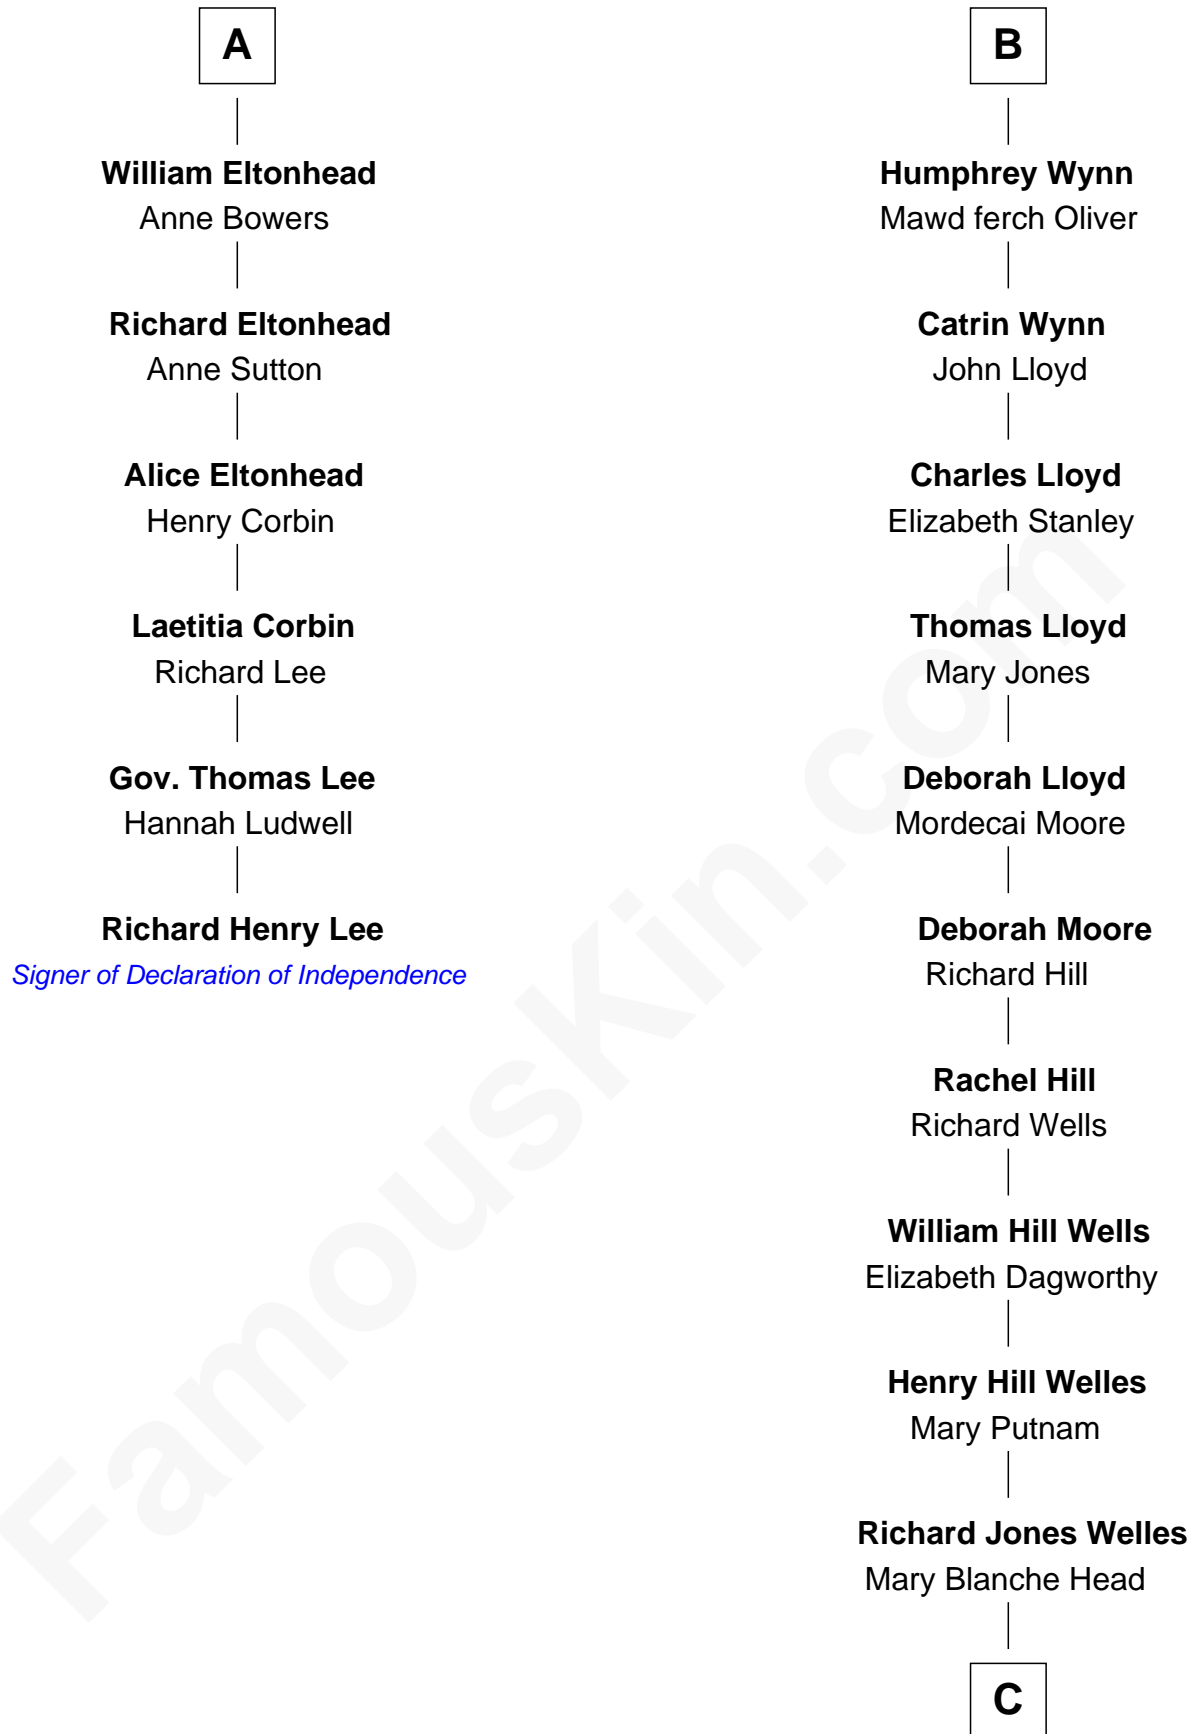 A
William Eltonhead
Anne Bowers
Richard Eltonhead
Anne Sutton
Alice Eltonhead
Henry Corbin
Laetitia Corbin
Richard Lee
Gov. Thomas Lee
Hannah Ludwell
Richard Henry Lee
Signer of Declaration of Independence
B
Humphrey Wynn
Mawd ferch Oliver
Catrin Wynn
John Lloyd
Charles Lloyd
Elizabeth Stanley
Thomas Lloyd
Mary Jones
Deborah Lloyd
Mordecai Moore
Deborah Moore
Richard Hill
Rachel Hill
Richard Wells
William Hill Wells
Elizabeth Dagworthy
Henry Hill Welles
Mary Putnam
Richard Jones Welles
Mary Blanche Head
C
FamousKin.com